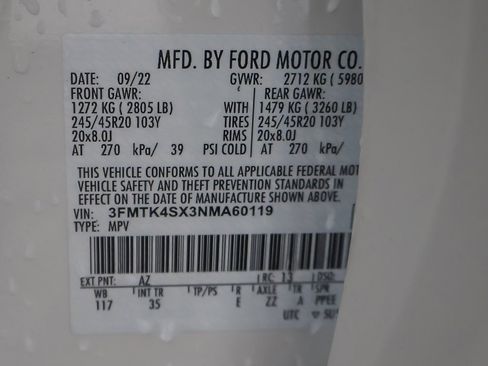 MFD. BY FORD MOTOR CO.
DATE: 09/22 GVWR: 2712 KG ( 5980
FRONT GAWR: REAR GAWR:
1272 KG ( 2805 LB) WITH 1479 KG ( 3260 LB)
245/45R20 103Y TIRES 245/45R20 103Y
20x8.0J RIMS 20x8.0J
AT 270 kPa/ 39 PSI COLD AT 270 kPa/
THIS VEHICLE CONFORMS TO ALL APPLICABLE FEDERAL MOT
VEHICLE SAFETY AND THEFT PREVENTION STANDARDS IN
EFFECT ON THE DATE OF MANUFACTURE SHOWN ABOVE.
VIN: 3FMTK4SX3NMA60119
TYPE: MPV
EXT PNT: AZ RC: 13 DSO:
WB INT TR TP/PS R AXLE TR SPR
117 35 E ZZ A PPEE
UTC